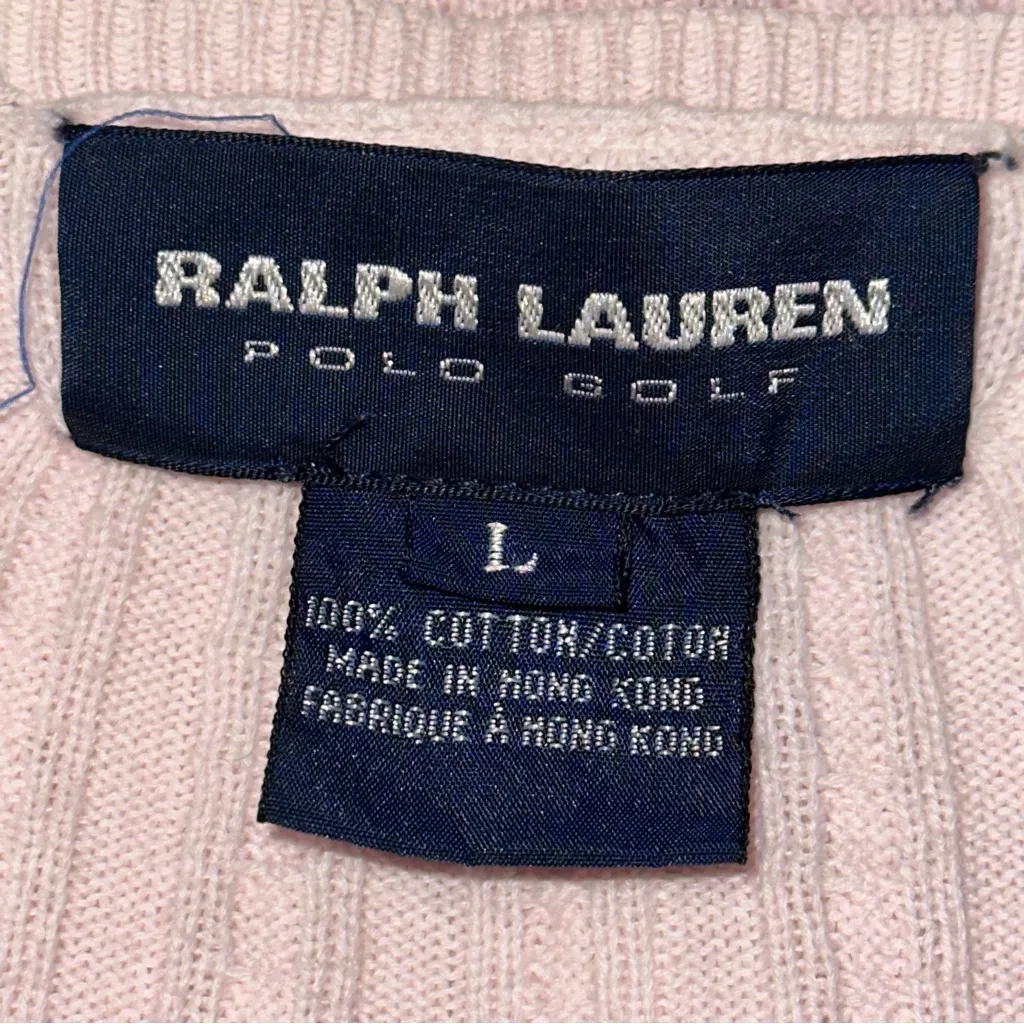 RALPH LAUREN
POLO GOLF
L
100% COTTON/COTON
MADE IN HONG KONG
FABRIQUE À HONG KONG